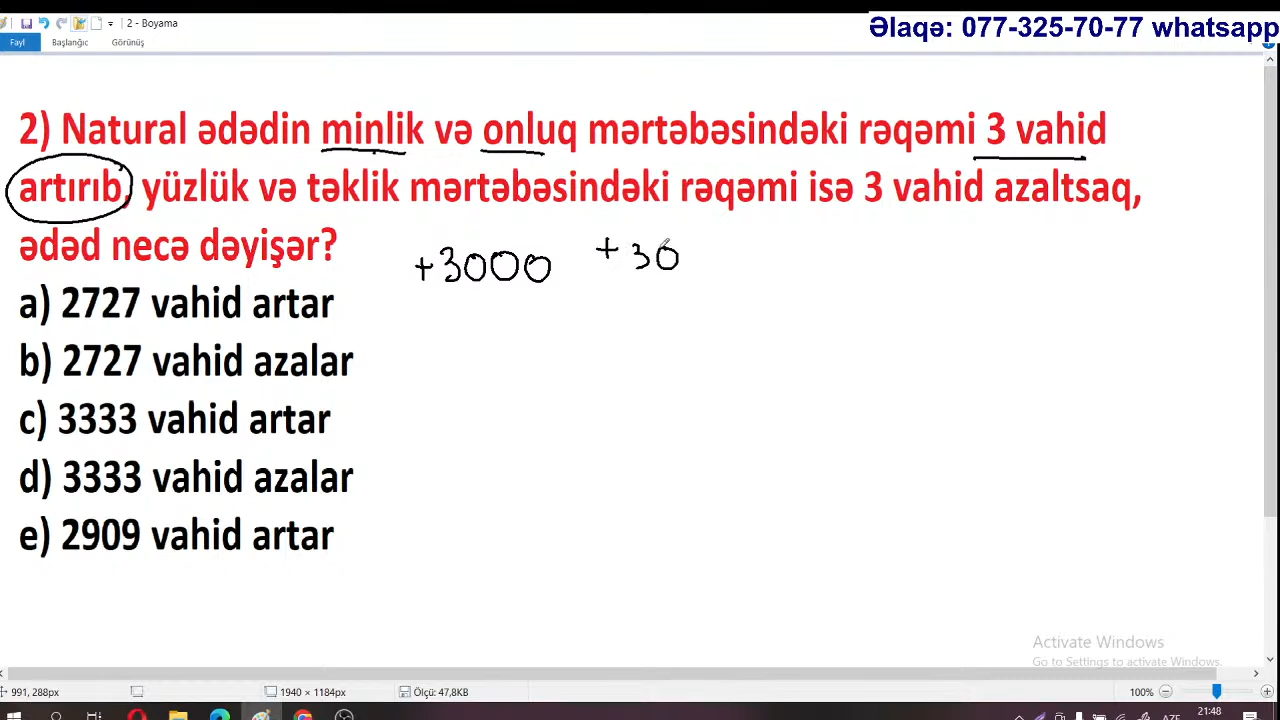 2 - Boyama
Əlaqə: 077-325-70-77 whatsapp
Fayl Başlanğıc Görünüş
2) Natural ədədin minlik və onluq mərtəbəsindəki rəqəmi 3 vahid
artırıb, yüzlük və təklik mərtəbəsindəki rəqəmi isə 3 vahid azaltsaq,
ədəd necə dəyişər?
+3000 +30
a) 2727 vahid artar
b) 2727 vahid azalar
c) 3333 vahid artar
d) 3333 vahid azalar
e) 2909 vahid artar
Activate Windows
Go to Settings to activate Windows.
991, 288px 1940 × 1184px Ölçü: 47,8KB 100%
AZE 21:48